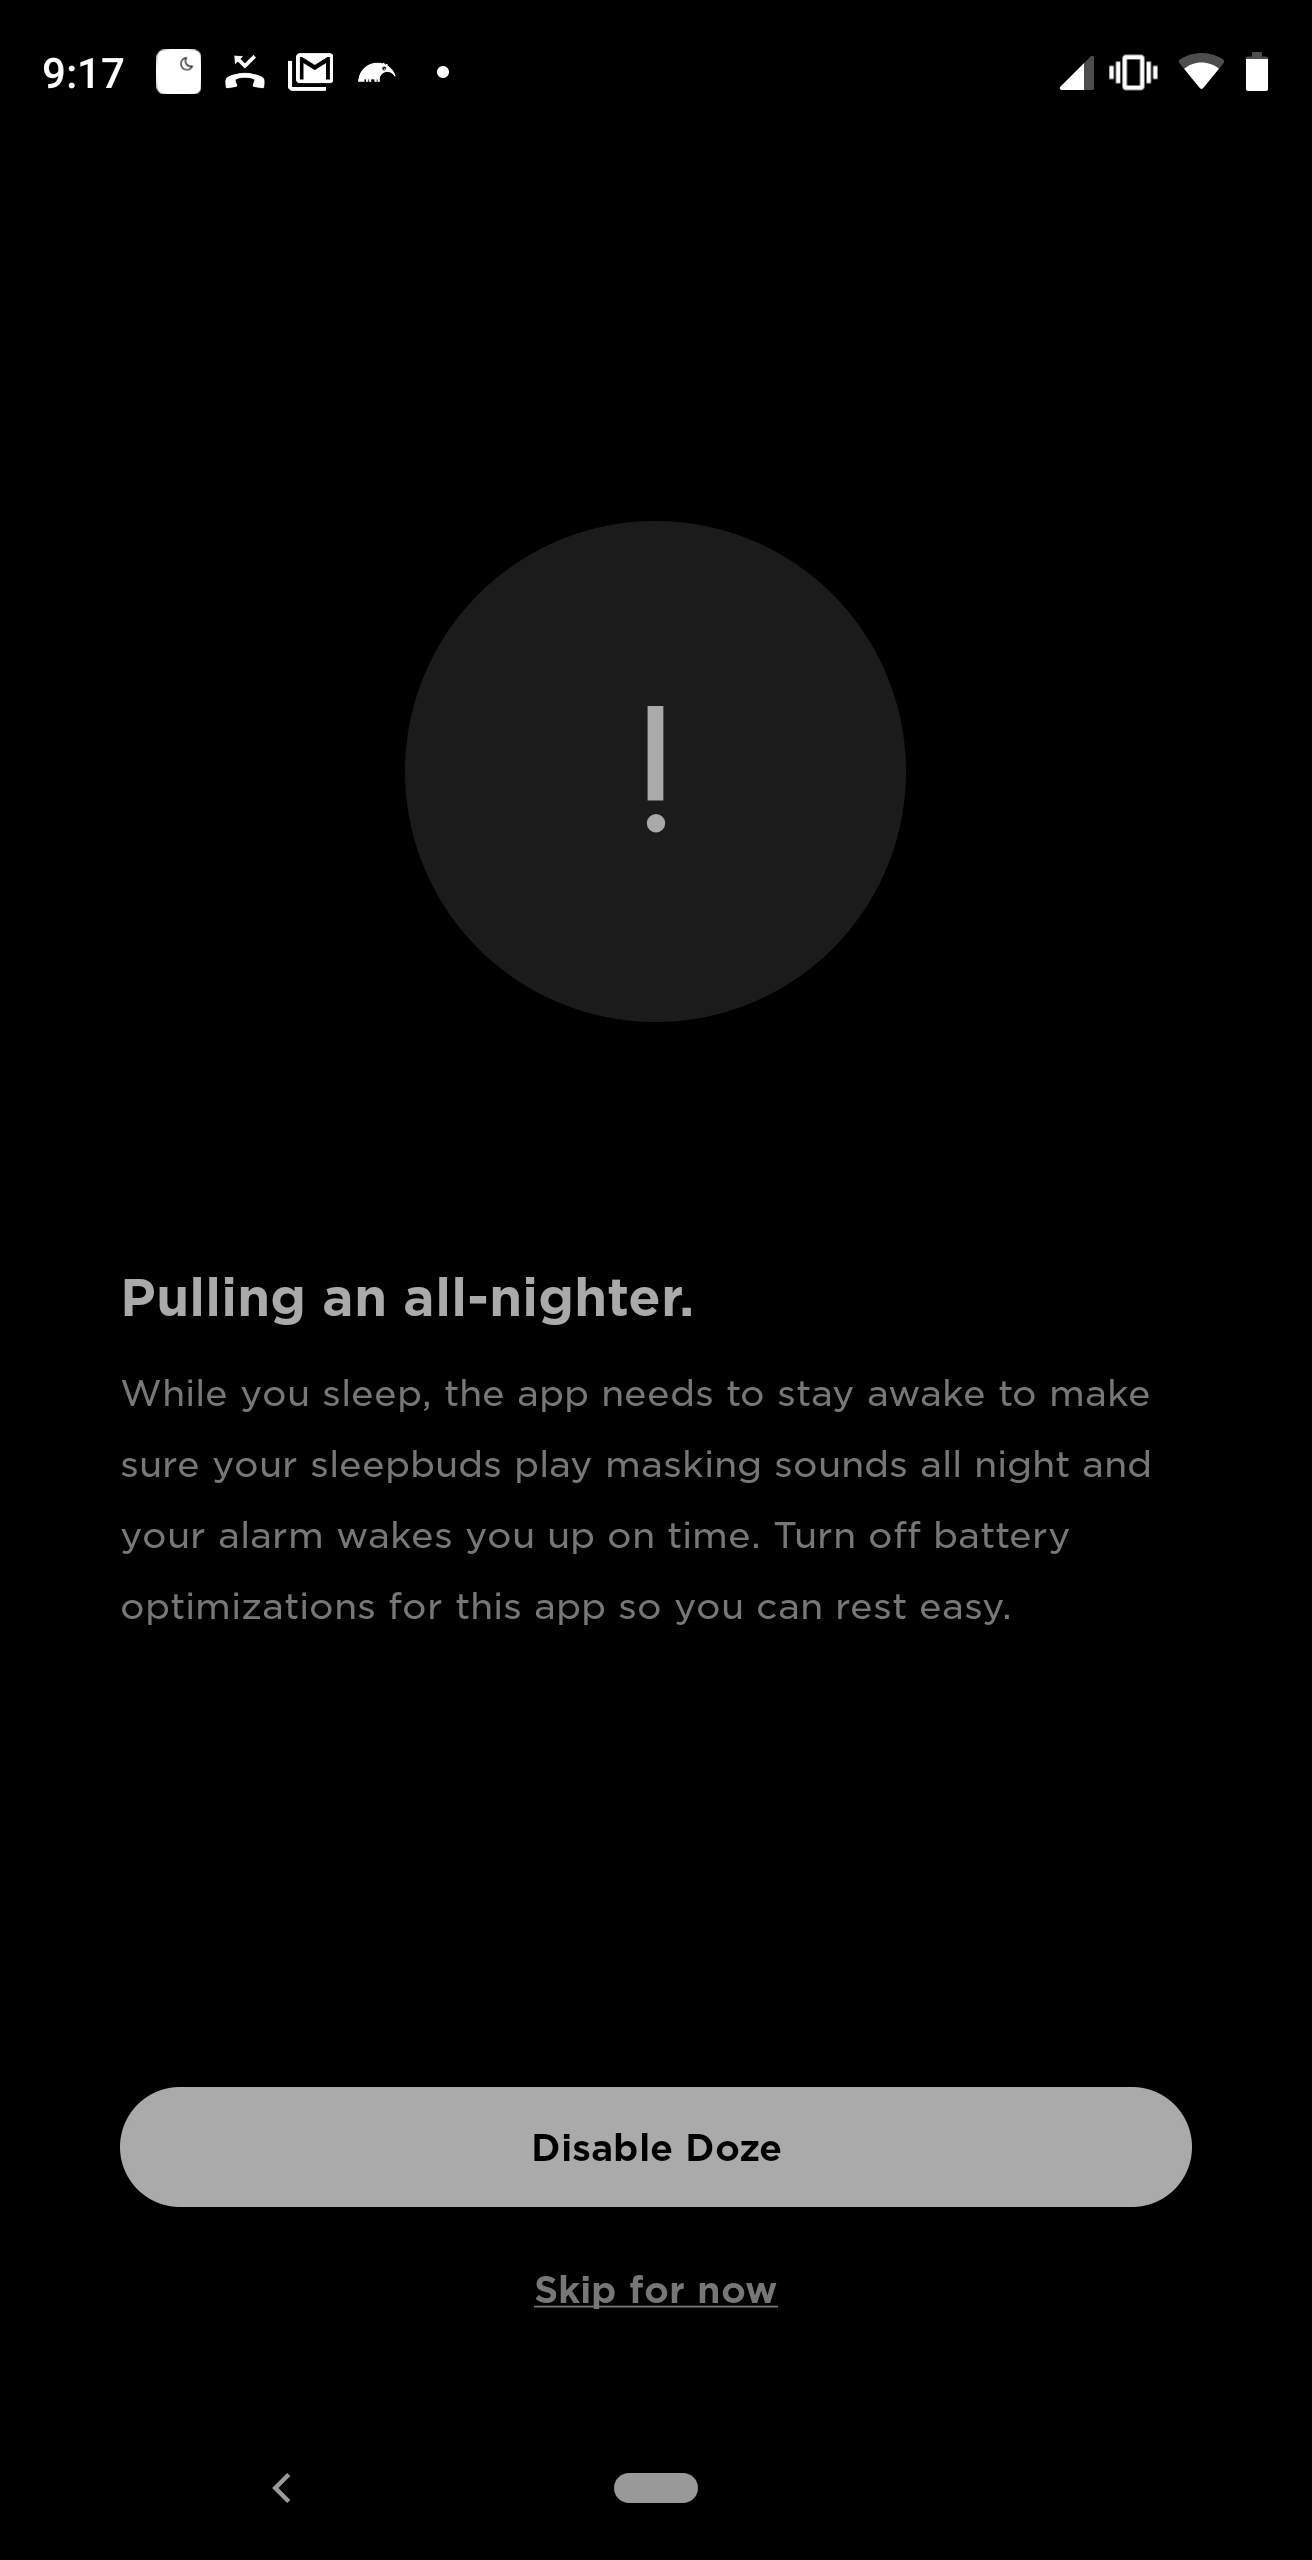 9:17
Pulling an all-nighter.
While you sleep, the app needs to stay awake to make
sure your sleepbuds play masking sounds all night and
your alarm wakes you up on time. Turn off battery
optimizations for this app so you can rest easy.
Disable Doze
Skip for now